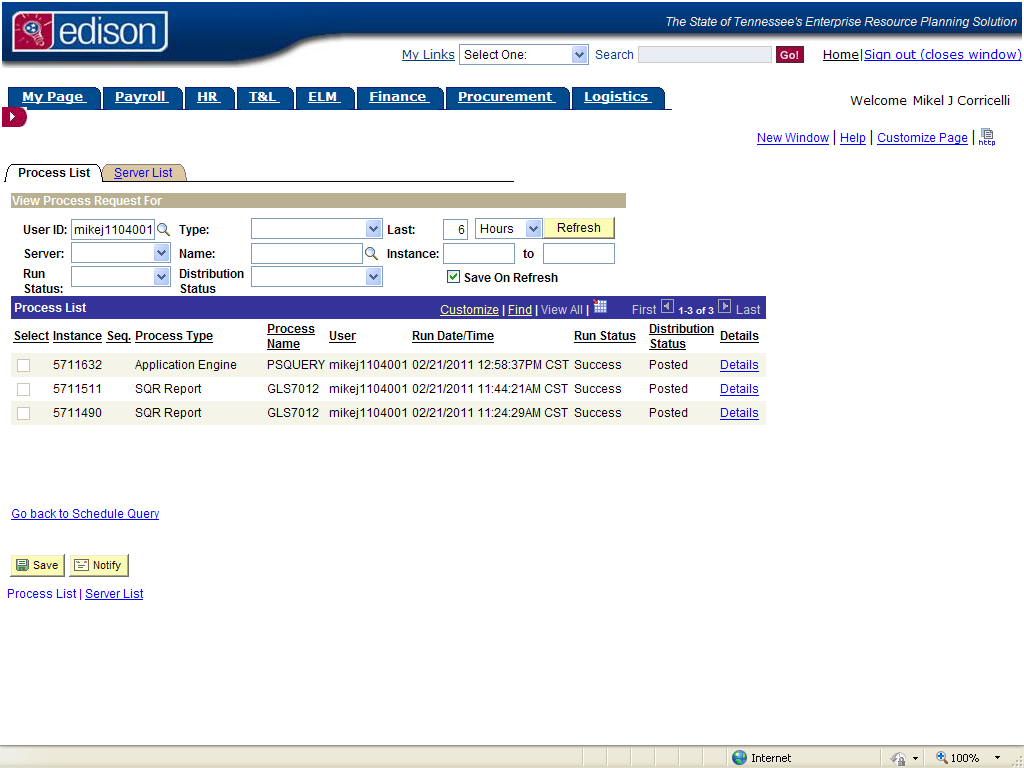 edison
The State of Tennessee's Enterprise Resource Planning Solution
My Links Select One: Search Go! Home|Sign out (closes window)
My Page Payroll HR T&L ELM Finance Procurement Logistics
Welcome Mikel J Corricelli
New Window | Help | Customize Page | http
Process List Server List
View Process Request For
User ID: mikej1104001 Type: Last: 6 Hours Refresh
Server: Name: Instance: to
Run Status: Distribution Status Save On Refresh
Process List Customize | Find | View All | First 1-3 of 3 Last
Select Instance Seq. Process Type Process Name User Run Date/Time Run Status Distribution Status Details
5711632 Application Engine PSQUERY mikej1104001 02/21/2011 12:58:37PM CST Success Posted Details
5711511 SQR Report GLS7012 mikej1104001 02/21/2011 11:44:21AM CST Success Posted Details
5711490 SQR Report GLS7012 mikej1104001 02/21/2011 11:24:29AM CST Success Posted Details
Go back to Schedule Query
Save Notify
Process List | Server List
Internet 100%